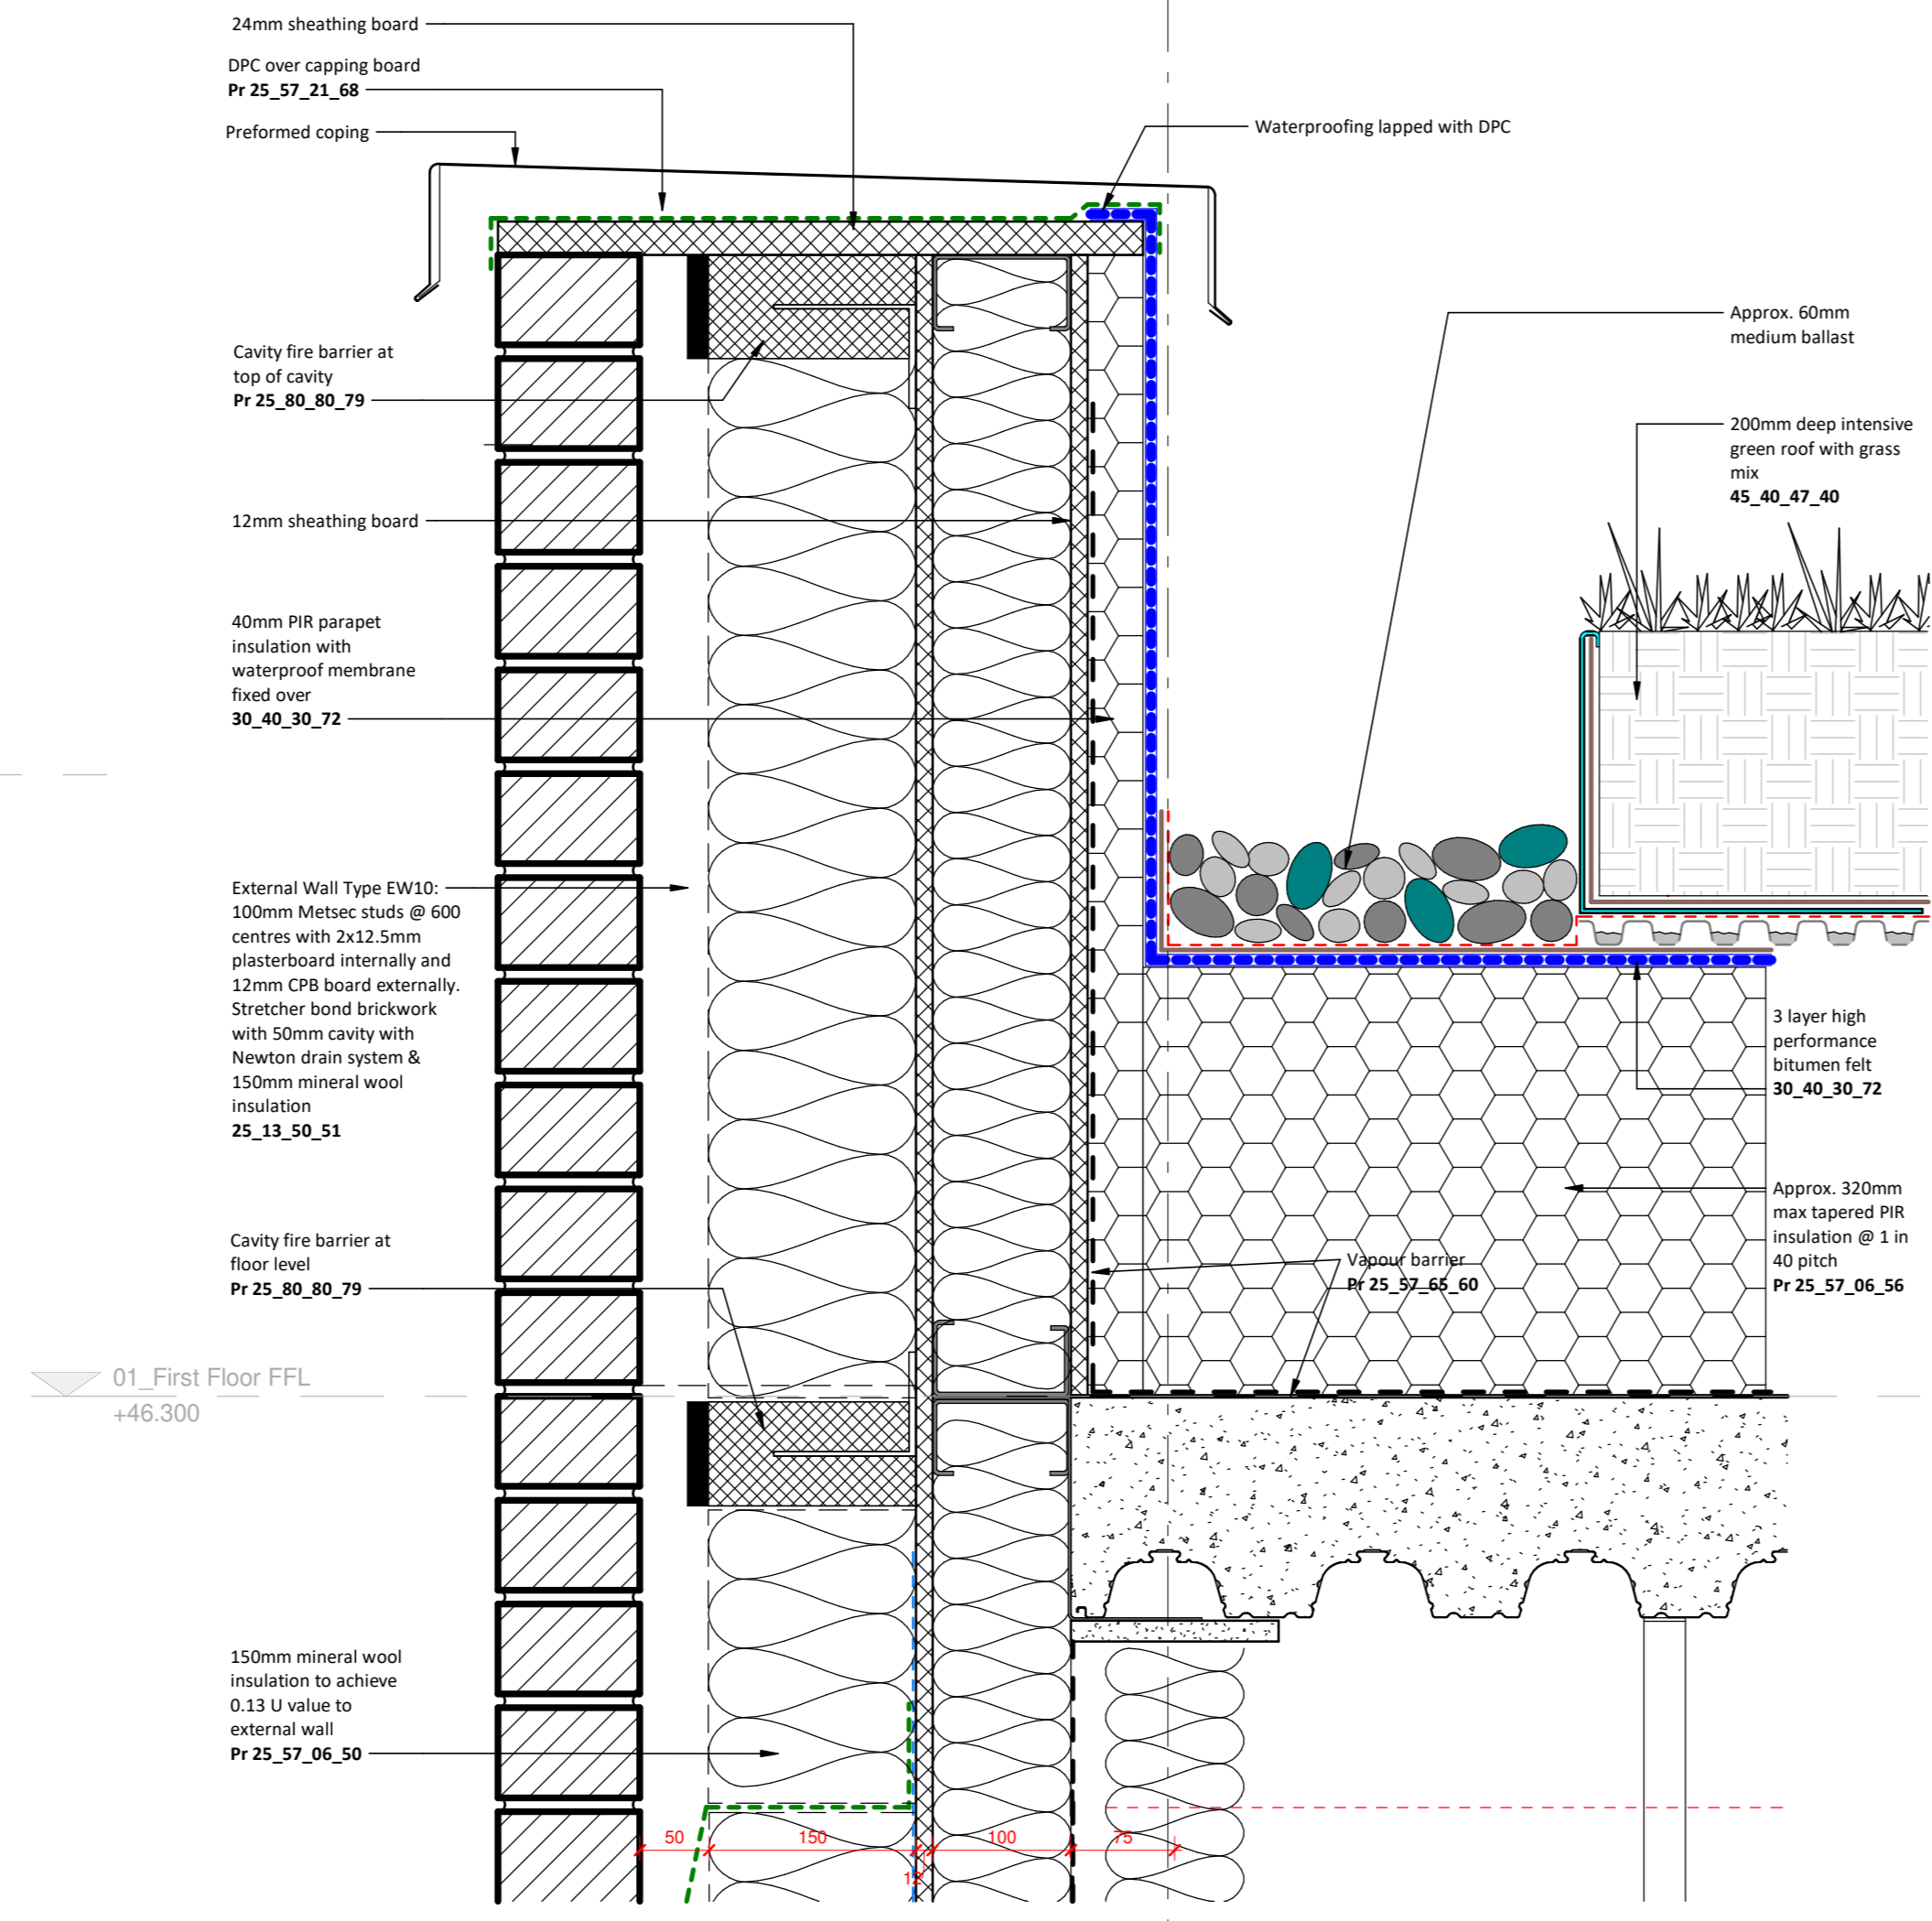 24mm sheathing board
DPC over capping board
Pr 25_57_21_68
Preformed coping
Waterproofing lapped with DPC
Approx. 60mm
medium ballast
Cavity fire barrier at
top of cavity
Pr 25_80_80_79
200mm deep intensive
green roof with grass
mix
45_40_47_40
12mm sheathing board
40mm PIR parapet
insulation with
waterproof membrane
fixed over
30_40_30_72
External Wall Type EW10:
100mm Metsec studs @ 600
centres with 2x12.5mm
plasterboard internally and
12mm CPB board externally.
Stretcher bond brickwork
with 50mm cavity with
Newton drain system &
150mm mineral wool
insulation
25_13_50_51
3 layer high
performance
bitumen felt
30_40_30_72
Approx. 320mm
max tapered PIR
insulation @ 1 in
40 pitch
Pr 25_57_06_56
Cavity fire barrier at
floor level
Pr 25_80_80_79
Vapour barrier
Pr 25_57_65_60
01_First Floor FFL
+46.300
150mm mineral wool
insulation to achieve
0.13 U value to
external wall
Pr 25_57_06_50
50 150 100 75
12